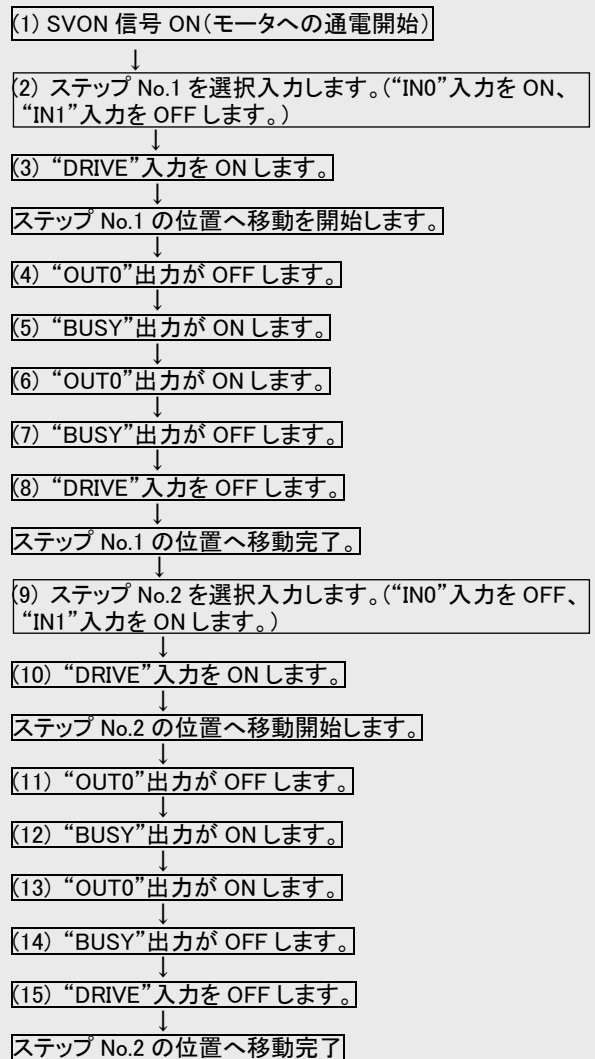 (1) SVON 信号 ON(モータへの通電開始)
↓
(2) ステップ No.1 を選択入力します。(“IN0”入力を ON、
“IN1”入力を OFF します。)
↓
(3) “DRIVE”入力を ON します。
↓
ステップ No.1 の位置へ移動を開始します。
↓
(4) “OUT0”出力が OFF します。
↓
(5) “BUSY”出力が ON します。
↓
(6) “OUT0”出力が ON します。
↓
(7) “BUSY”出力が OFF します。
↓
(8) “DRIVE”入力を OFF します。
↓
ステップ No.1 の位置へ移動完了。
↓
(9) ステップ No.2 を選択入力します。(“IN0”入力を OFF、
“IN1”入力を ON します。)
↓
(10) “DRIVE”入力を ON します。
↓
ステップ No.2 の位置へ移動開始します。
↓
(11) “OUT0”出力が OFF します。
↓
(12) “BUSY”出力が ON します。
↓
(13) “OUT0”出力が ON します。
↓
(14) “BUSY”出力が OFF します。
↓
(15) “DRIVE”入力を OFF します。
↓
ステップ No.2 の位置へ移動完了